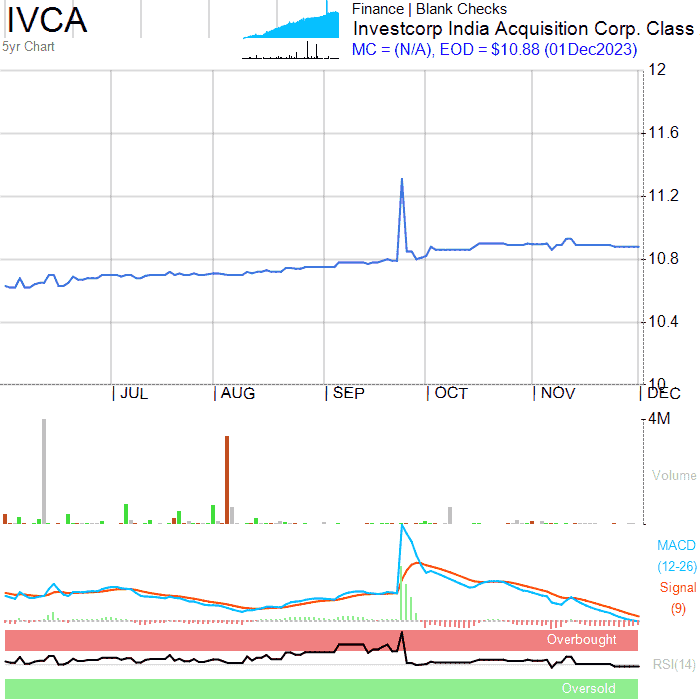 IVCA
5yr Chart
Finance | Blank Checks
Investcorp India Acquisition Corp. Class
MC = (N/A), EOD = $10.88 (01Dec2023)
12
11.6
11.2
10.8
10.4
10
JUL
AUG
SEP
OCT
NOV
DEC
4M
Volume
MACD
(12-26)
Signal
(9)
Overbought
RSI(14)
Oversold